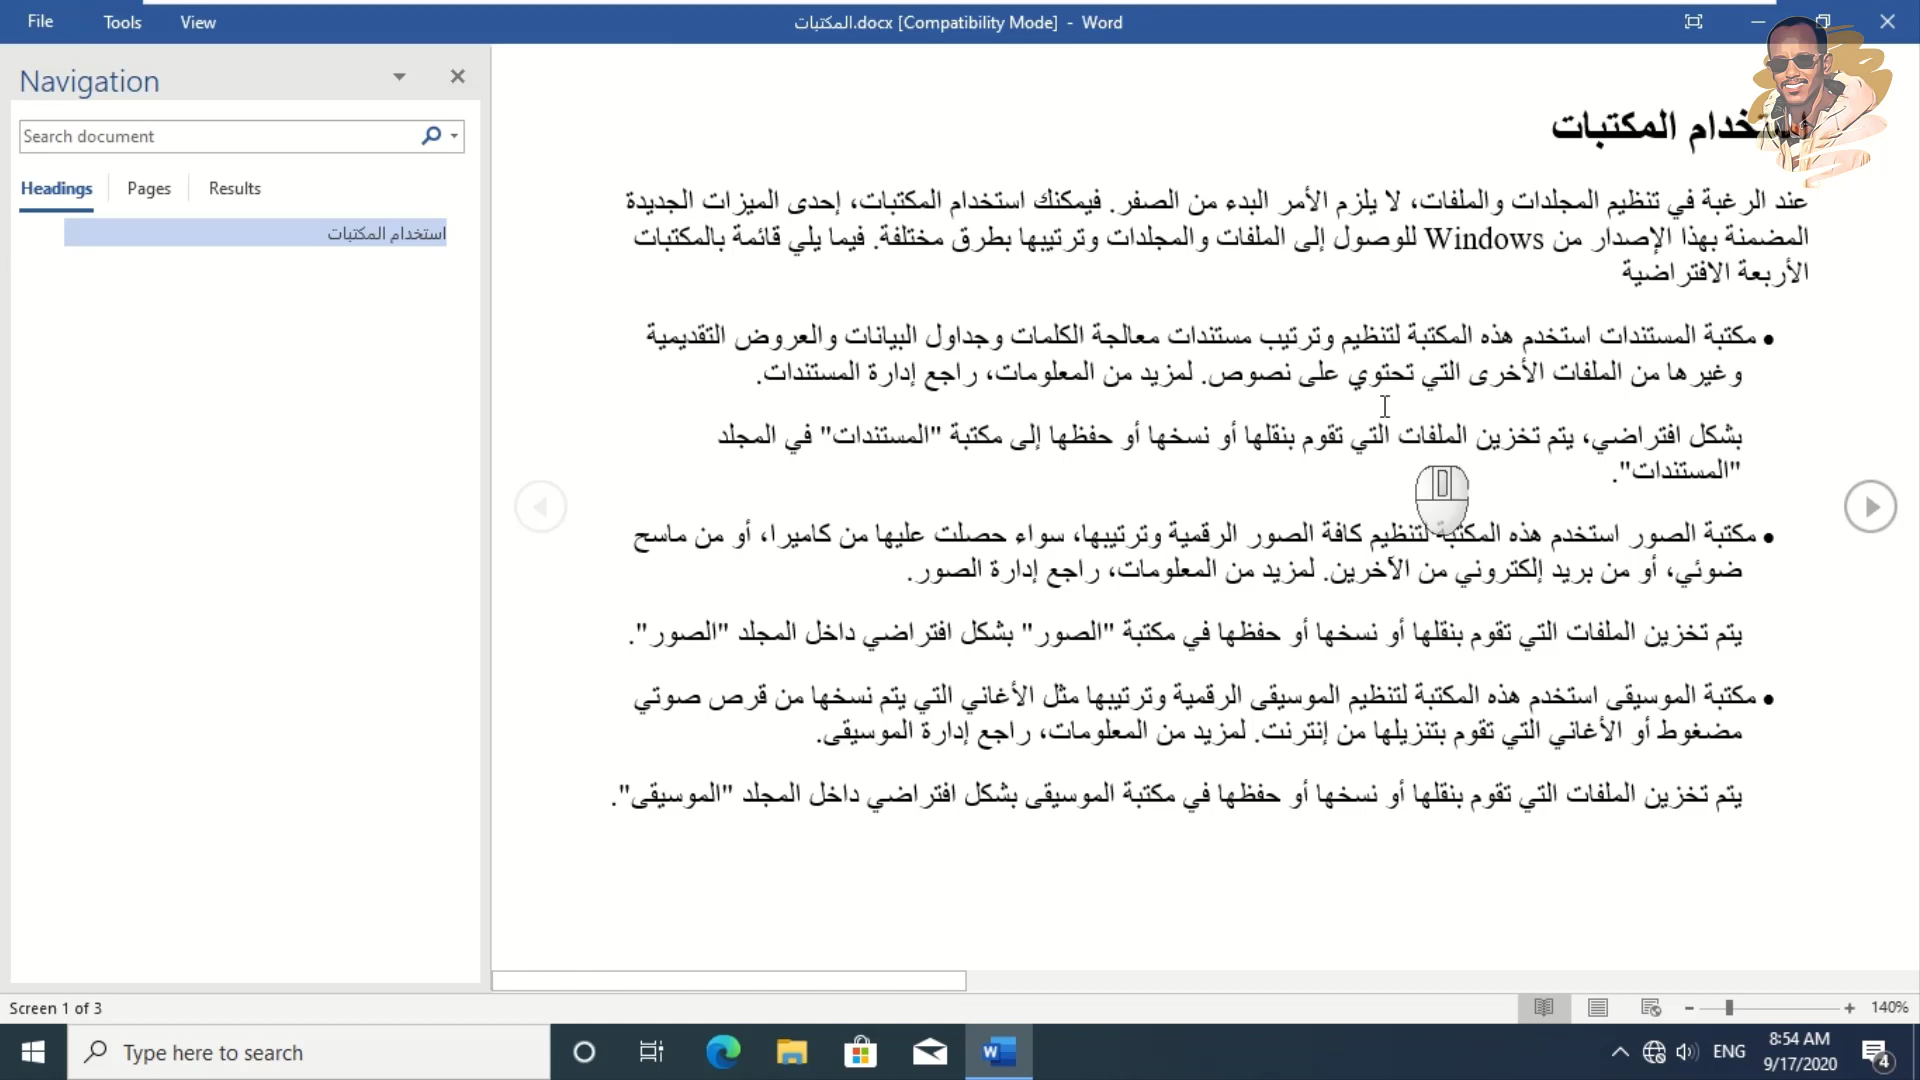 File Tools View
المكتبات.docx [Compatibility Mode] - Word
Navigation
Search document
Headings Pages Results
استخدام المكتبات
المكتبات
عند الرغبة في تنظيم المجلدات والملفات، لا يلزم الأمر البدء من الصفر. فيمكنك استخدام المكتبات، إحدى الميزات الجديدة
المضمنة بهذا الإصدار من Windows للوصول إلى الملفات والمجلدات وترتيبها بطرق مختلفة. فيما يلي قائمة بالمكتبات
الأربعة الافتراضية
• مكتبة المستندات استخدم هذه المكتبة لتنظيم وترتيب مستندات معالجة الكلمات وجداول البيانات والعروض التقديمية
وغيرها من الملفات الأخرى التي تحتوي على نصوص. لمزيد من المعلومات، راجع إدارة المستندات.
بشكل افتراضي، يتم تخزين الملفات التي تقوم بنقلها أو نسخها أو حفظها إلى مكتبة "المستندات" في المجلد
"المستندات".
• مكتبة الصور استخدم هذه المكتبة لتنظيم كافة الصور الرقمية وترتيبها، سواء حصلت عليها من كاميرا، أو من ماسح
ضوئي، أو من بريد إلكتروني من الآخرين. لمزيد من المعلومات، راجع إدارة الصور.
يتم تخزين الملفات التي تقوم بنقلها أو نسخها أو حفظها في مكتبة "الصور" بشكل افتراضي داخل المجلد "الصور".
• مكتبة الموسيقى استخدم هذه المكتبة لتنظيم الموسيقى الرقمية وترتيبها مثل الأغاني التي يتم نسخها من قرص صوتي
مضغوط أو الأغاني التي تقوم بتنزيلها من إنترنت. لمزيد من المعلومات، راجع إدارة الموسيقى.
يتم تخزين الملفات التي تقوم بنقلها أو نسخها أو حفظها في مكتبة الموسيقى بشكل افتراضي داخل المجلد "الموسيقى".
Screen 1 of 3
140%
Type here to search
ENG
8:54 AM
9/17/2020
4